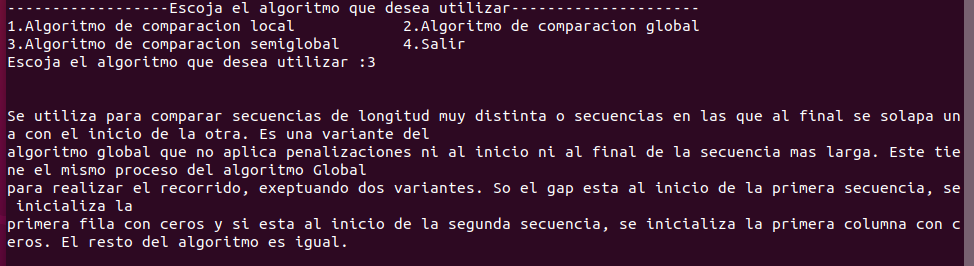 ------------------Escoja el algoritmo que desea utilizar---------------------
1.Algoritmo de comparacion local            2.Algoritmo de comparacion global
3.Algoritmo de comparacion semiglobal       4.Salir
Escoja el algoritmo que desea utilizar :3
Se utiliza para comparar secuencias de longitud muy distinta o secuencias en las que al final se solapa un
a con el inicio de la otra. Es una variante del
algoritmo global que no aplica penalizaciones ni al inicio ni al final de la secuencia mas larga. Este tie
ne el mismo proceso del algoritmo Global
para realizar el recorrido, exeptuando dos variantes. So el gap esta al inicio de la primera secuencia, se
 inicializa la
primera fila con ceros y si esta al inicio de la segunda secuencia, se inicializa la primera columna con c
eros. El resto del algoritmo es igual.